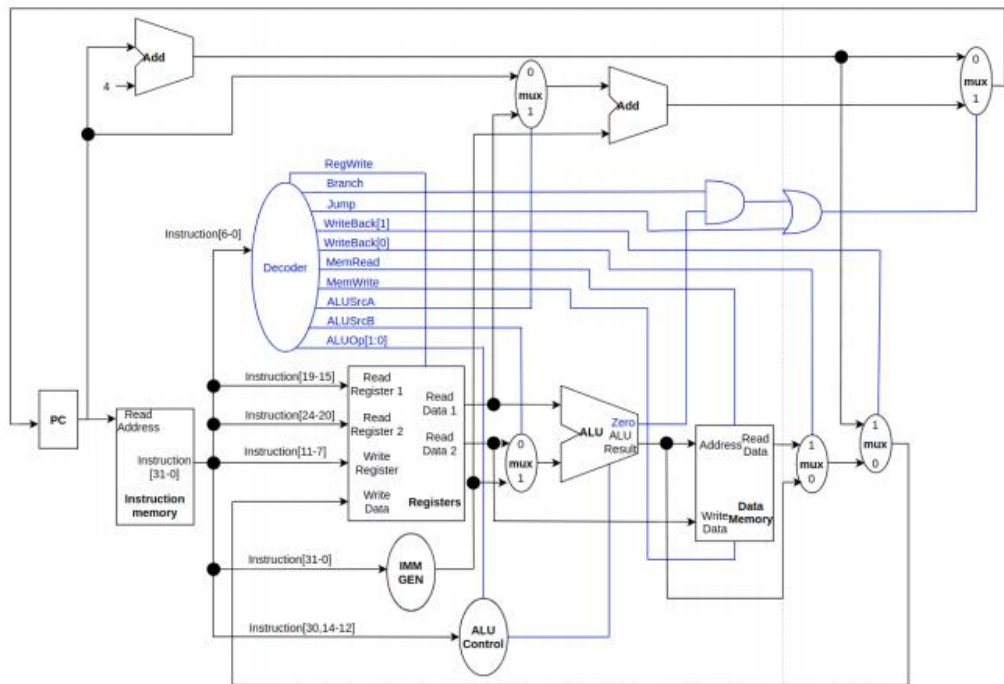 Add
4
0
mux
1
Add
0
mux
1
RegWrite
Branch
Jump
WriteBack[1]
WriteBack[0]
MemRead
MemWrite
ALUSrcA
ALUSrcB
ALUOp[1:0]
Instruction[6-0]
Decoder
PC
Read
Address
Instruction
[31-0]
Instruction
memory
Instruction[19-15]
Instruction[24-20]
Instruction[11-7]
Read
Register 1
Read
Register 2
Write
Register
Write
Data
Read
Data 1
Read
Data 2
Registers
0
mux
1
Zero
ALU
ALU
Result
Address
Read
Data
Write
Data
Data
Memory
1
mux
0
1
mux
0
Instruction[31-0]
IMM
GEN
Instruction[30,14-12]
ALU
Control